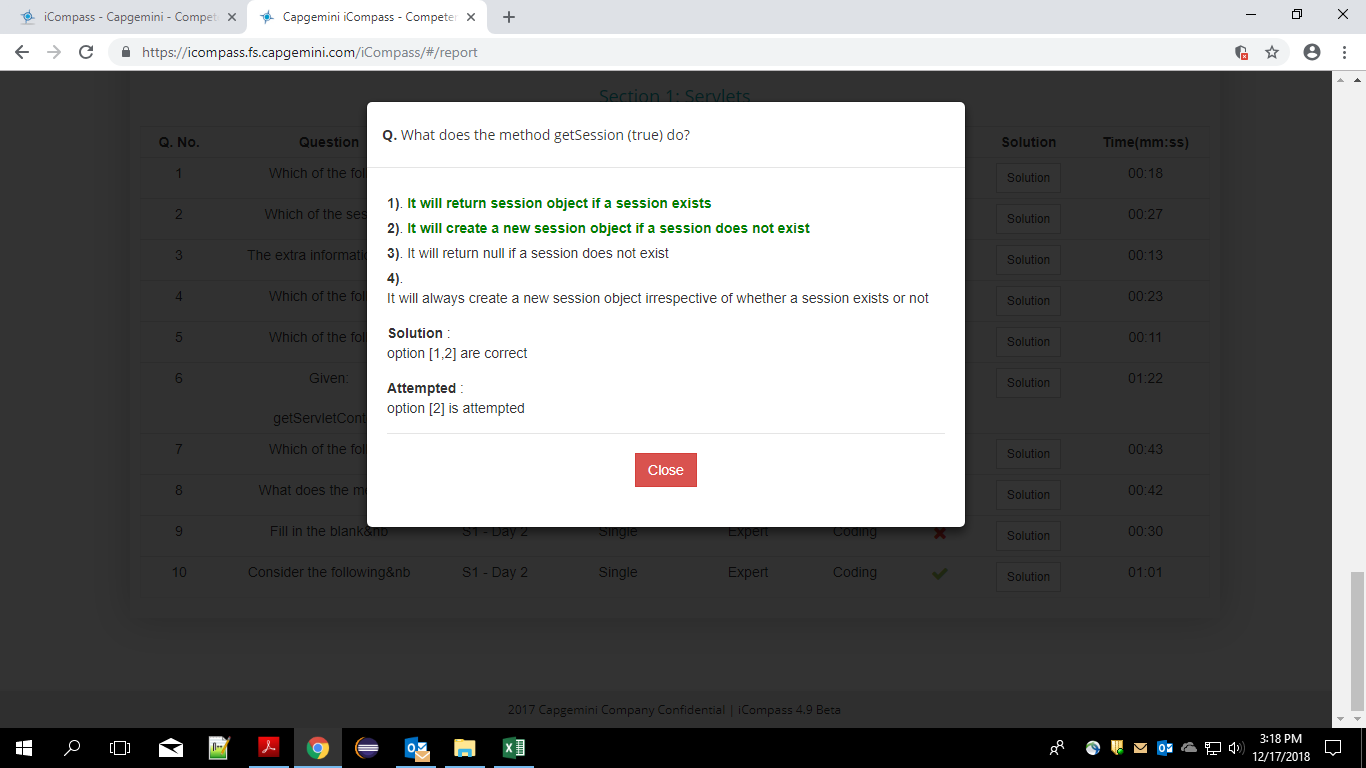 iCompass - Capgemini - Compet
Capgemini iCompass - Competen
https://icompass.fs.capgemini.com/iCompass/#/report
Section 1: Servlets
Q. No. Question Solution Time(mm:ss)
Q. What does the method getSession (true) do?
1). It will return session object if a session exists
2). It will create a new session object if a session does not exist
3). It will return null if a session does not exist
4).
It will always create a new session object irrespective of whether a session exists or not
Solution :
option [1,2] are correct
Attempted :
option [2] is attempted
Close
1 Which of the fol Solution 00:18
2 Which of the ses Solution 00:27
3 The extra informati Solution 00:13
4 Which of the fol Solution 00:23
5 Which of the fol Solution 00:11
6 Given: Solution 01:22
getServletCont
7 Which of the fol Solution 00:43
8 What does the m Solution 00:42
9 Fill in the blank&nb S1 - Day 2 Single Expert Coding Solution 00:30
10 Consider the following&nb S1 - Day 2 Single Expert Coding Solution 01:01
2017 Capgemini Company Confidential | iCompass 4.9 Beta
3:18 PM
12/17/2018